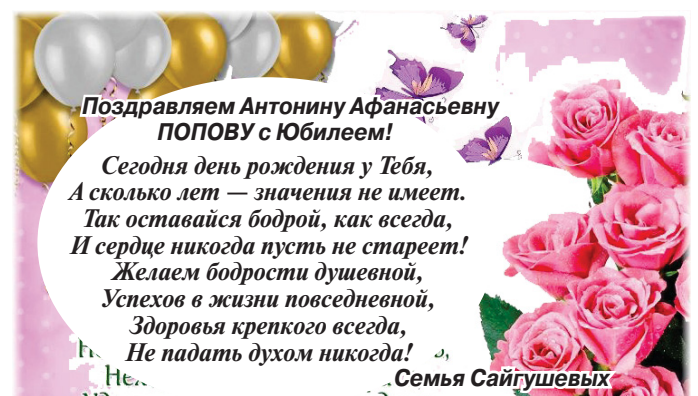 Поздравляем Антонину Афанасьевну
ПОПОВУ с Юбилеем!
Сегодня день рождения у Тебя,
А сколько лет — значения не имеет.
Так оставайся бодрой, как всегда,
И сердце никогда пусть не стареет!
Желаем бодрости душевной,
Успехов в жизни повседневной,
Здоровья крепкого всегда,
Не падать духом никогда!
Семья Сайгушевых